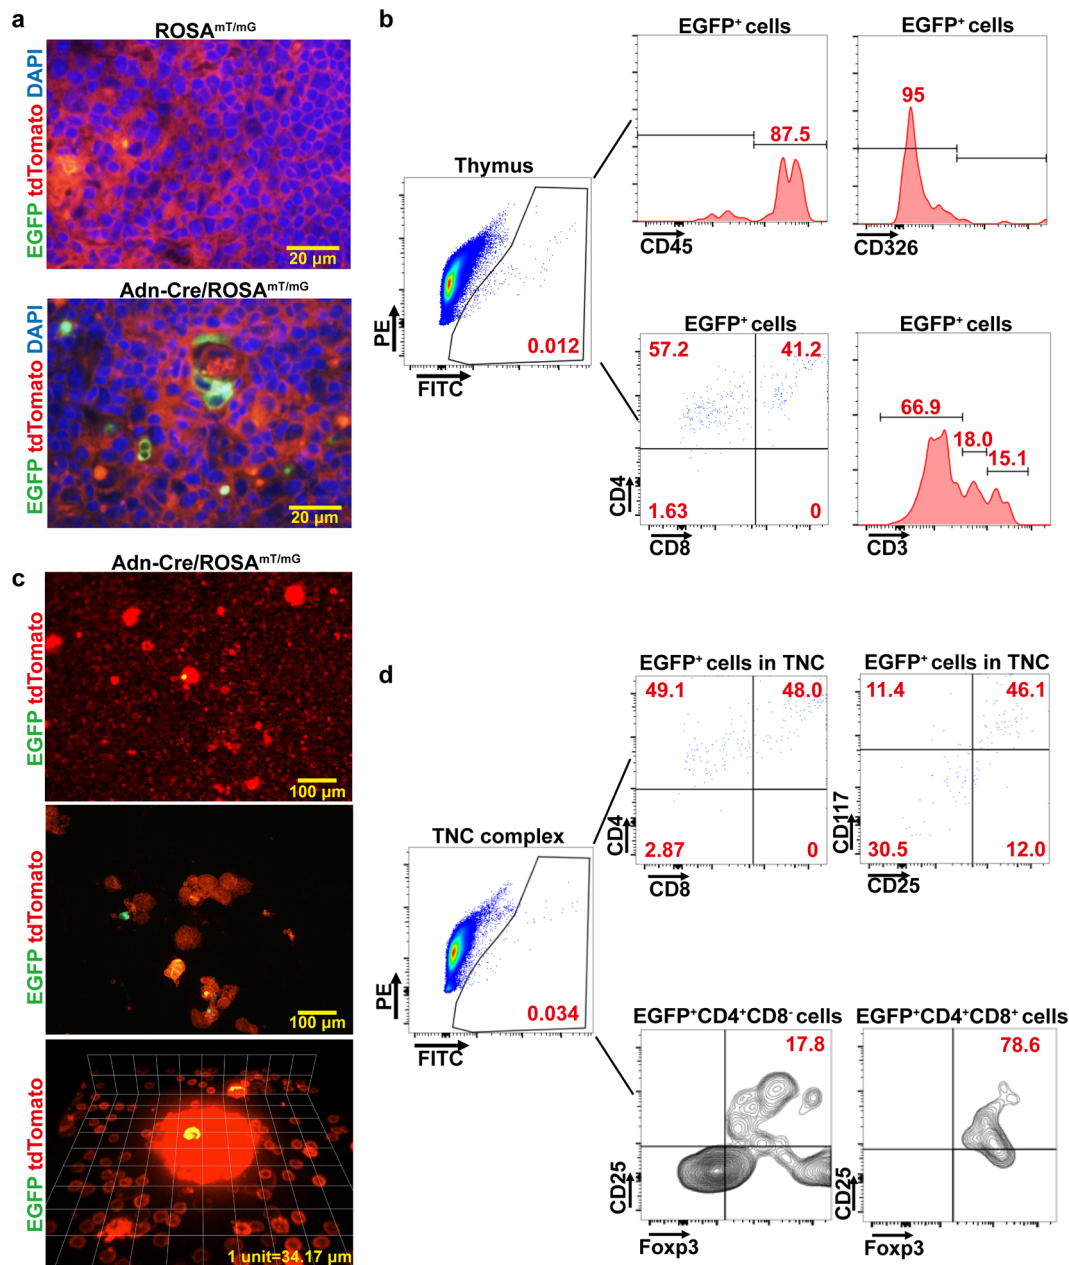 a
ROSAmT/mG
EGFP tdTomato DAPI
20 µm
Adn-Cre/ROSAmT/mG
EGFP tdTomato DAPI
20 µm
b
Thymus
PE
FITC
0.012
EGFP+ cells
87.5
CD45
EGFP+ cells
95
CD326
EGFP+ cells
57.2
41.2
1.63
0
CD4
CD8
EGFP+ cells
66.9
18.0
15.1
CD3
c
Adn-Cre/ROSAmT/mG
EGFP tdTomato
100 µm
EGFP tdTomato
100 µm
EGFP tdTomato
1 unit=34.17 µm
d
TNC complex
PE
FITC
0.034
EGFP+ cells in TNC
49.1
48.0
2.87
0
CD4
CD8
EGFP+ cells in TNC
11.4
46.1
30.5
12.0
CD117
CD25
EGFP+CD4+CD8- cells
17.8
CD25
Foxp3
EGFP+CD4+CD8+ cells
78.6
CD25
Foxp3